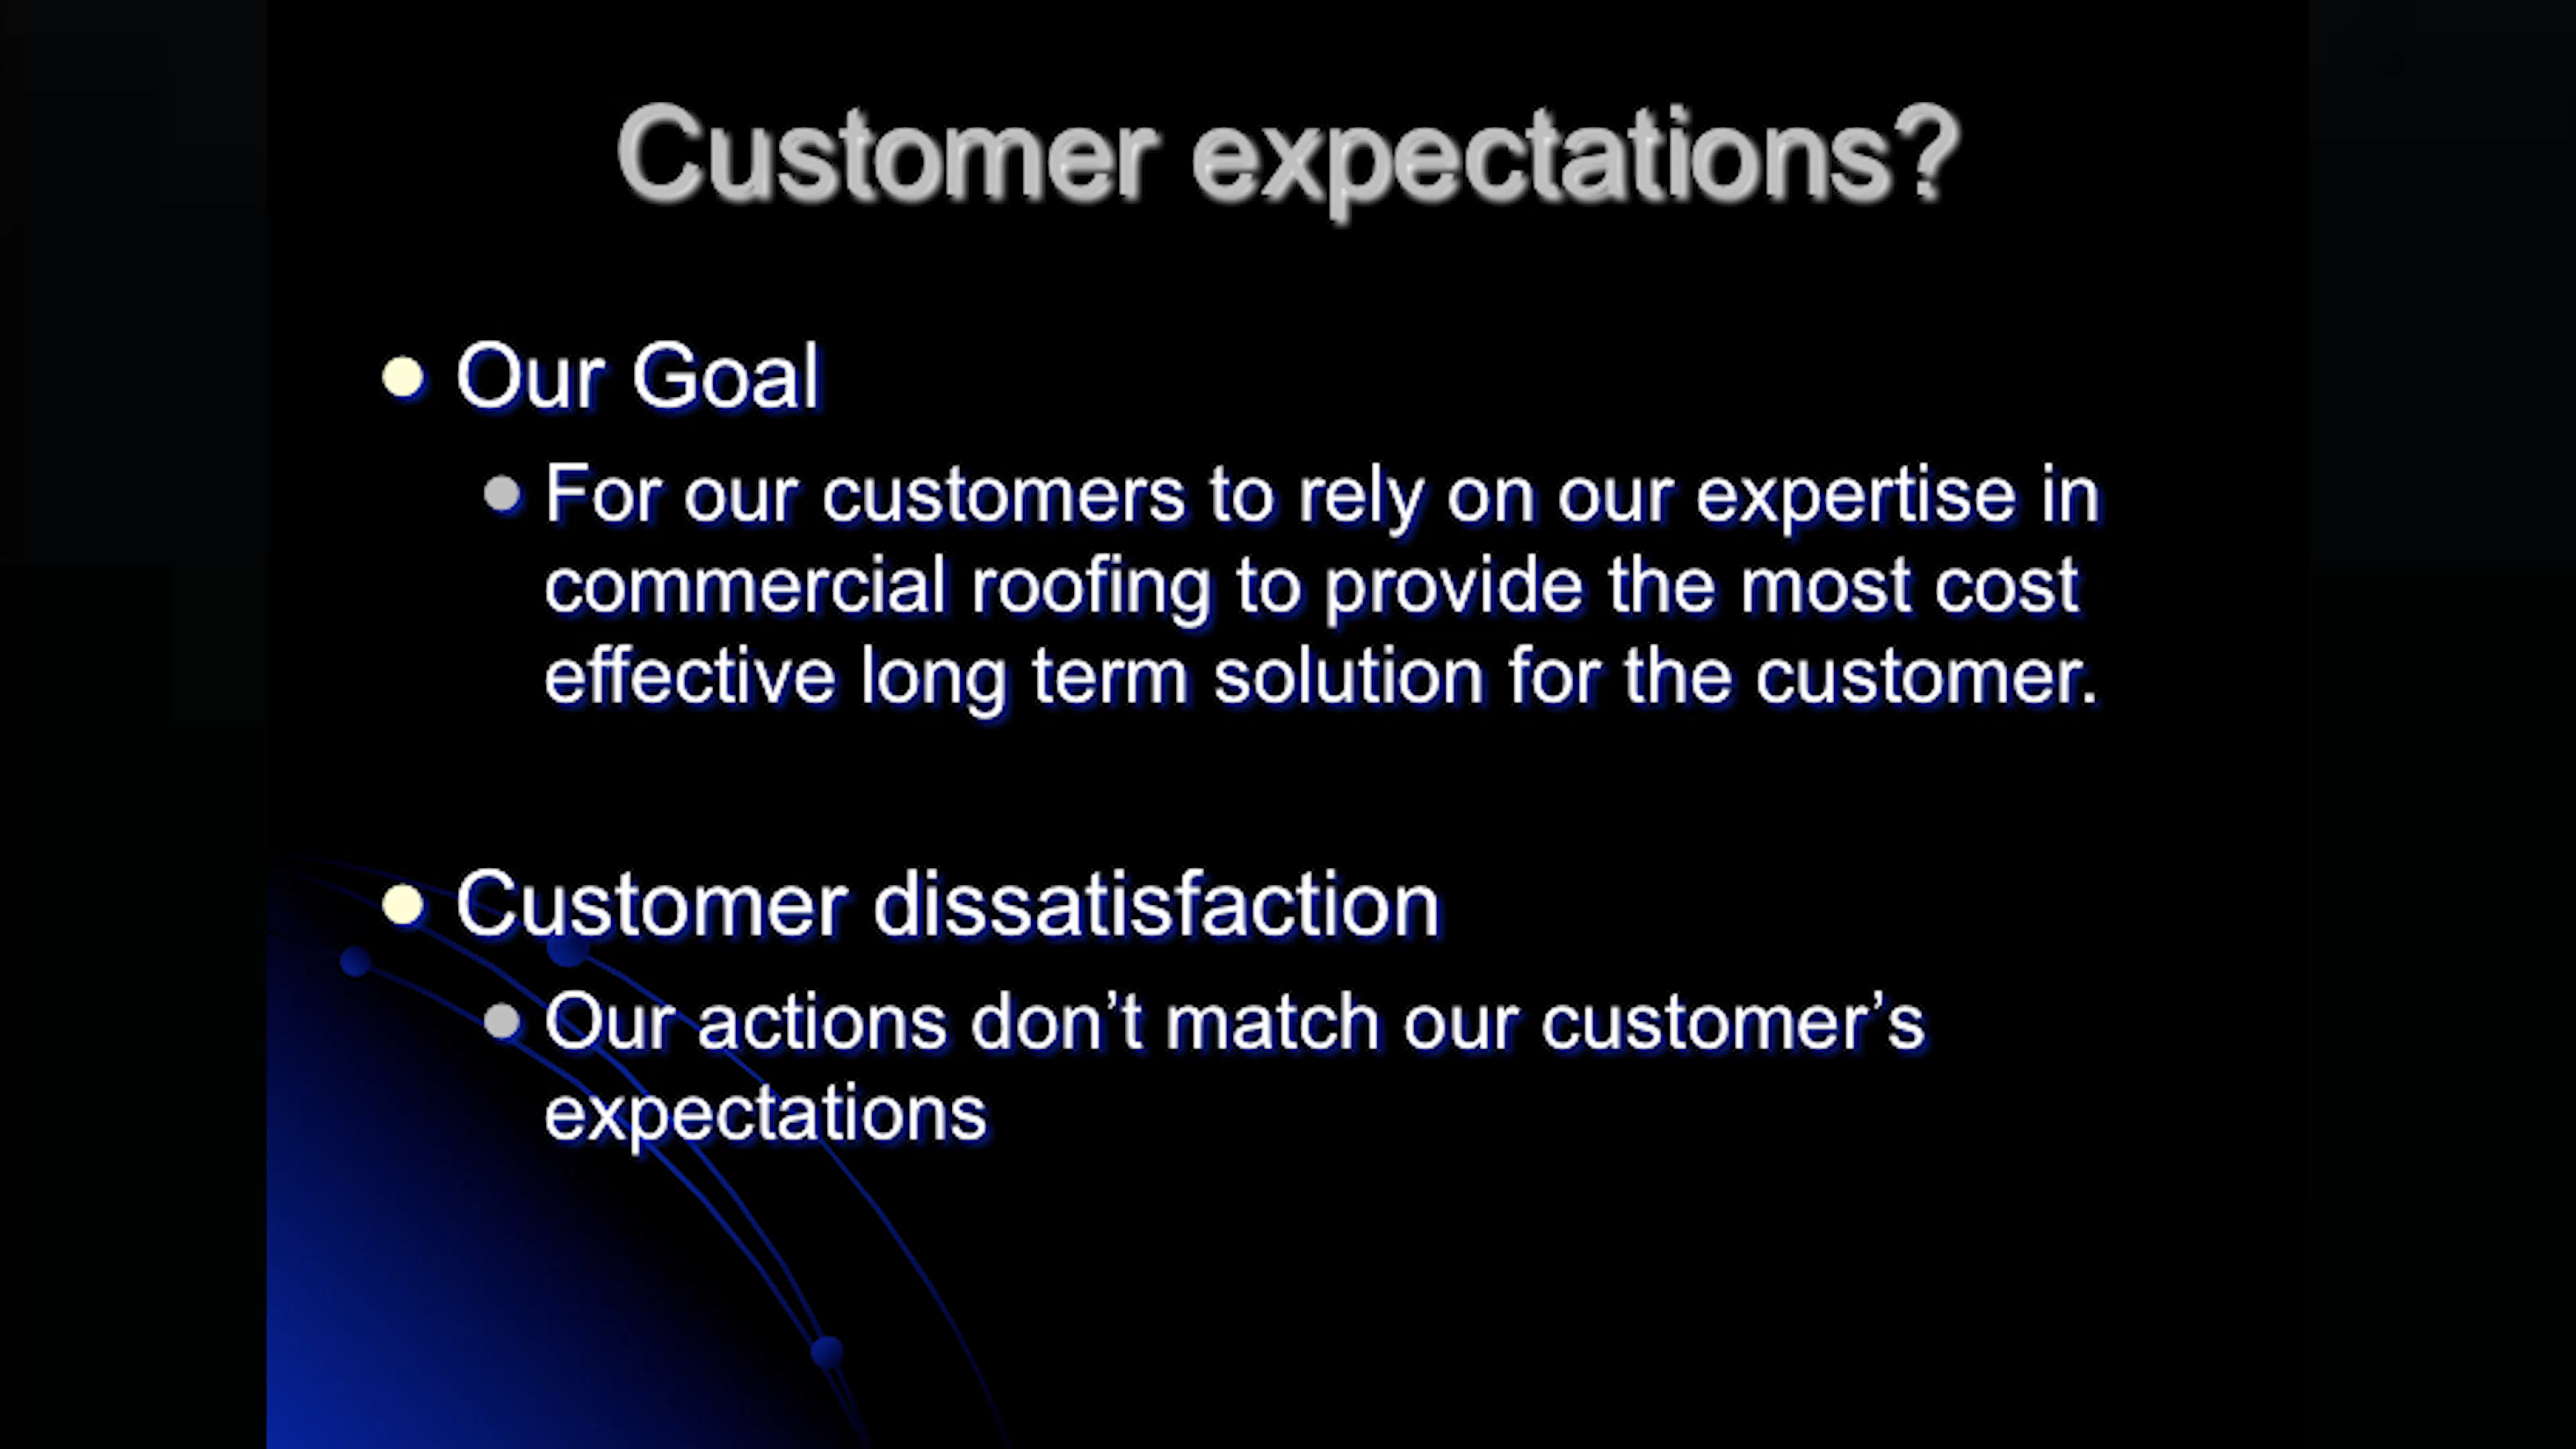 Customer expectations?
Our Goal
For our customers to rely on our expertise in
commercial roofing to provide the most cost
effective long term solution for the customer.
Customer dissatisfaction
Our actions don’t match our customer’s
expectations